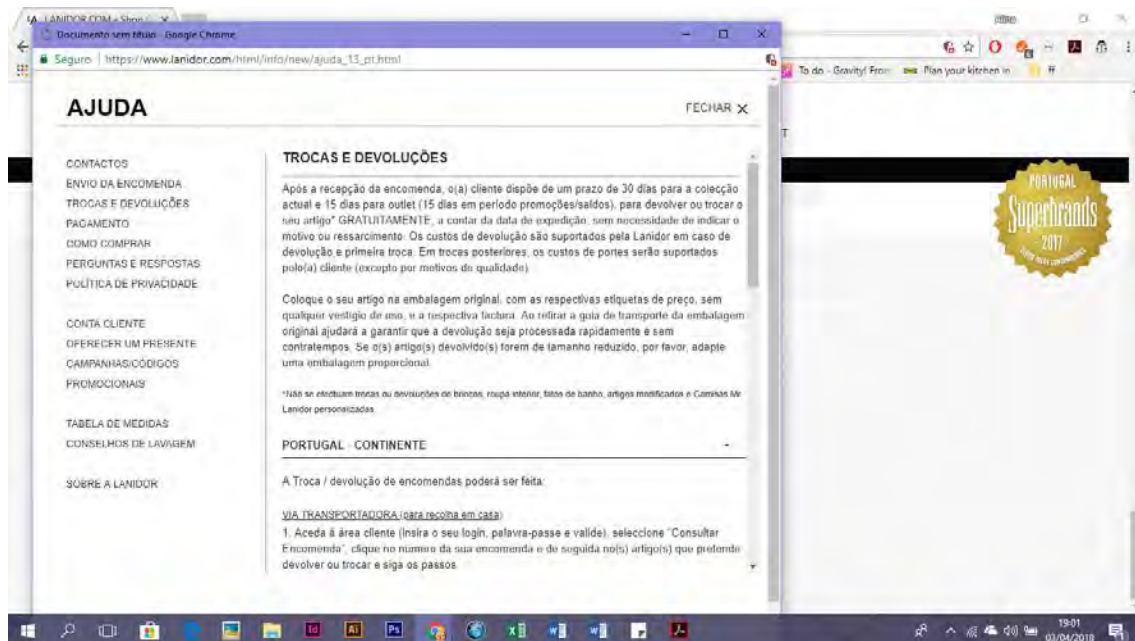 LANIDOR.COM - Shop
Documento sem título - Google Chrome
Seguro | https://www.lanidor.com/html/info/new/ajuda_13_pt.html
To do - Gravity! From
Plan your kitchen in
AJUDA
FECHAR X
CONTACTOS
ENVIO DA ENCOMENDA
TROCAS E DEVOLUÇÕES
PAGAMENTO
COMO COMPRAR
PERGUNTAS E RESPOSTAS
POLÍTICA DE PRIVACIDADE
CONTA CLIENTE
OFERECER UM PRESENTE
CAMPANHAS/CÓDIGOS
PROMOCIONAIS
TABELA DE MEDIDAS
CONSELHOS DE LAVAGEM
SOBRE A LANIDOR
TROCAS E DEVOLUÇÕES
Após a recepção da encomenda, o(a) cliente dispõe de um prazo de 30 dias para a colecção
actual e 15 dias para outlet (15 dias em período promoções/saldos), para devolver ou trocar o
seu artigo* GRATUITAMENTE, a contar da data de expedição, sem necessidade de indicar o
motivo ou ressarcimento. Os custos de devolução são suportados pela Lanidor em caso de
devolução e primeira troca. Em trocas posteriores, os custos de portes serão suportados
pelo(a) cliente (excepto por motivos de qualidade).
Coloque o seu artigo na embalagem original, com as respectivas etiquetas de preço, sem
qualquer vestígio de uso, e a respectiva factura. Ao retirar a guia de transporte da embalagem
original ajudará a garantir que a devolução seja processada rapidamente e sem
contratempos. Se o(s) artigo(s) devolvido(s) forem de tamanho reduzido, por favor, adapte
uma embalagem proporcional.
*Não se efectuam trocas ou devoluções de brincos, roupa interior, fatos de banho, artigos modificados e Camisas Mr
Lanidor personalizadas.
PORTUGAL - CONTINENTE -
A Troca / devolução de encomendas poderá ser feita:
VIA TRANSPORTADORA (para recolha em casa)
1. Aceda à área cliente (insira o seu login, palavra-passe e valide), seleccione "Consultar
Encomenda", clique no número da sua encomenda e de seguida no(s) artigo(s) que pretende
devolver ou trocar e siga os passos.
PORTUGAL
Superbrands
2017
19:01
03/04/2018